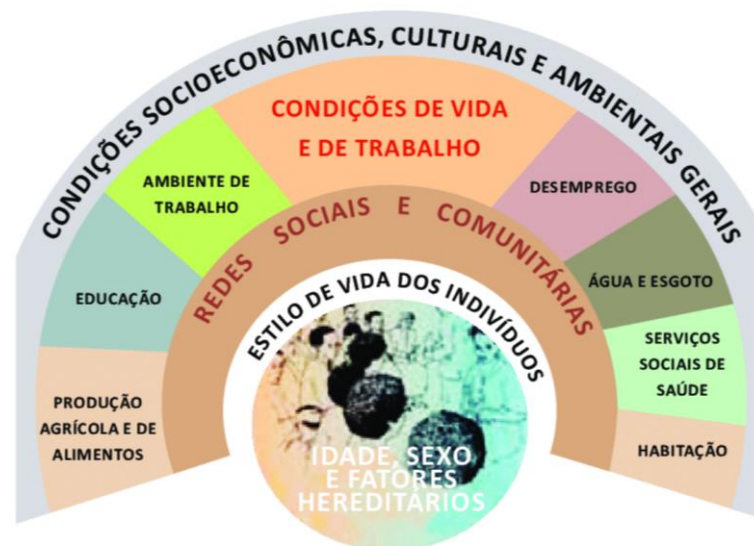 CONDIÇÕES SOCIOECONÔMICAS, CULTURAIS E AMBIENTAIS GERAIS
CONDIÇÕES DE VIDA
E DE TRABALHO
AMBIENTE DE
TRABALHO
DESEMPREGO
REDES SOCIAIS E COMUNITÁRIAS
EDUCAÇÃO
ÁGUA E ESGOTO
ESTILO DE VIDA DOS INDIVÍDUOS
SERVIÇOS
SOCIAIS DE
SAÚDE
PRODUÇÃO
AGRÍCOLA E DE
ALIMENTOS
HABITAÇÃO
IDADE, SEXO
E FATORES
HEREDITÁRIOS